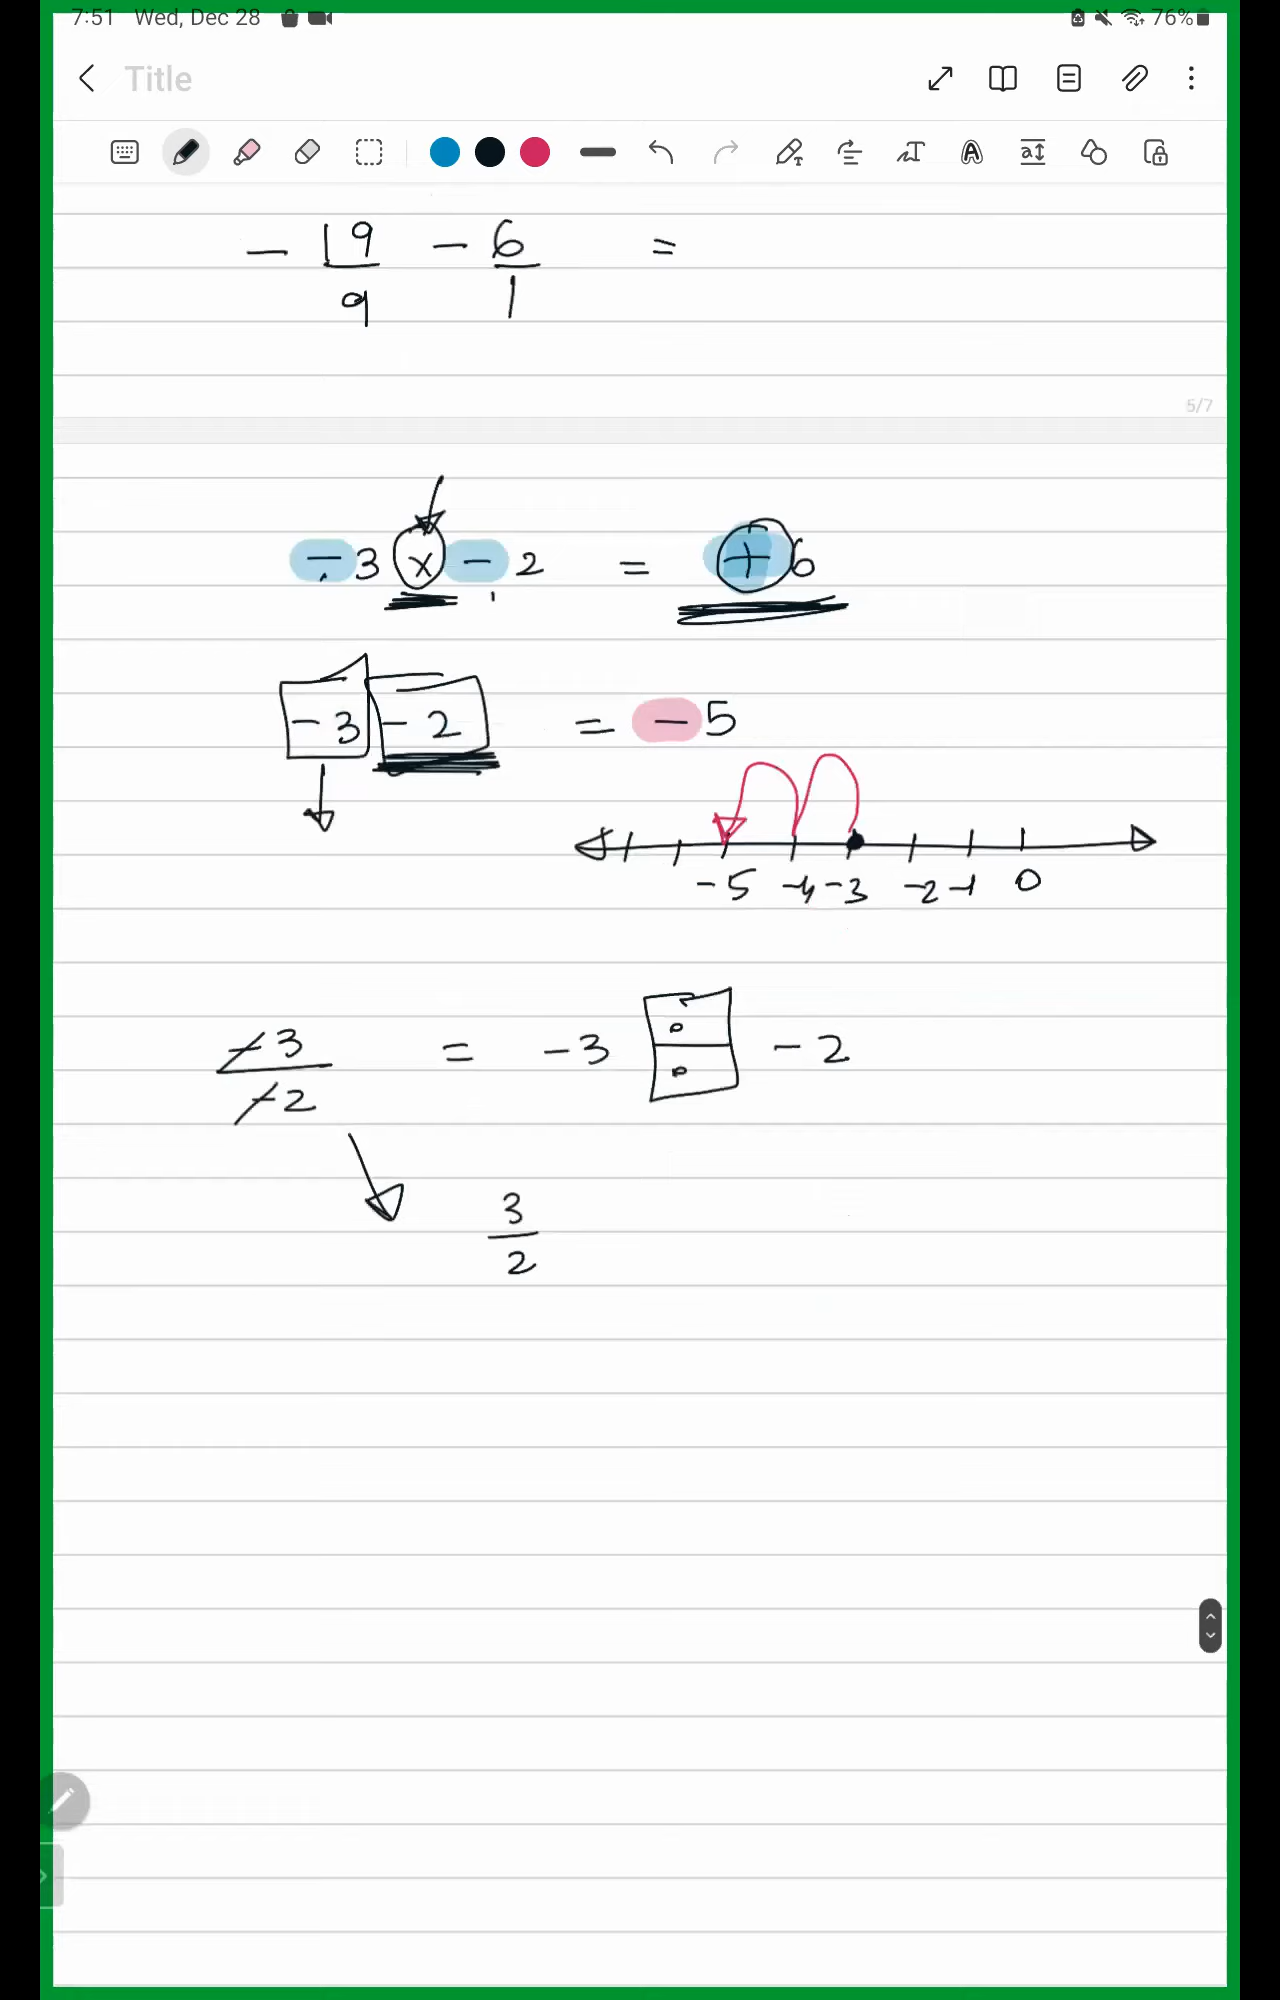 7:51 Wed, Dec 28 76%
Title
a
- 19/9 - 6/1 =
5/7
-3 x -2 = +6
-3 -2 = -5
-5 -4 -3 -2 -1 0
-3/-2 = -3 ÷ -2
3/2